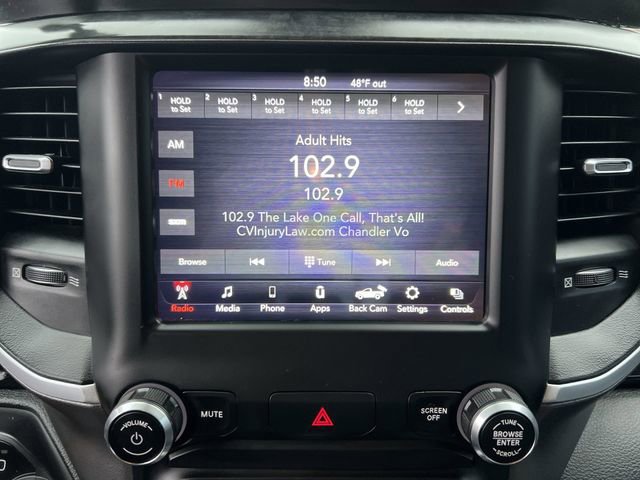 8:50 48°F out
1 HOLD to Set 2 HOLD to Set 3 HOLD to Set 4 HOLD to Set 5 HOLD to Set 6 HOLD to Set
Adult Hits
AM
102.9
FM
102.9
102.9 The Lake One Call, That's All!
CVInjuryLaw.com Chandler Vo
Browse Tune Audio
Radio Media Phone Apps Back Cam Settings Controls
MUTE
SCREEN OFF
VOLUME
TUNE
BROWSE
ENTER
SCROLL